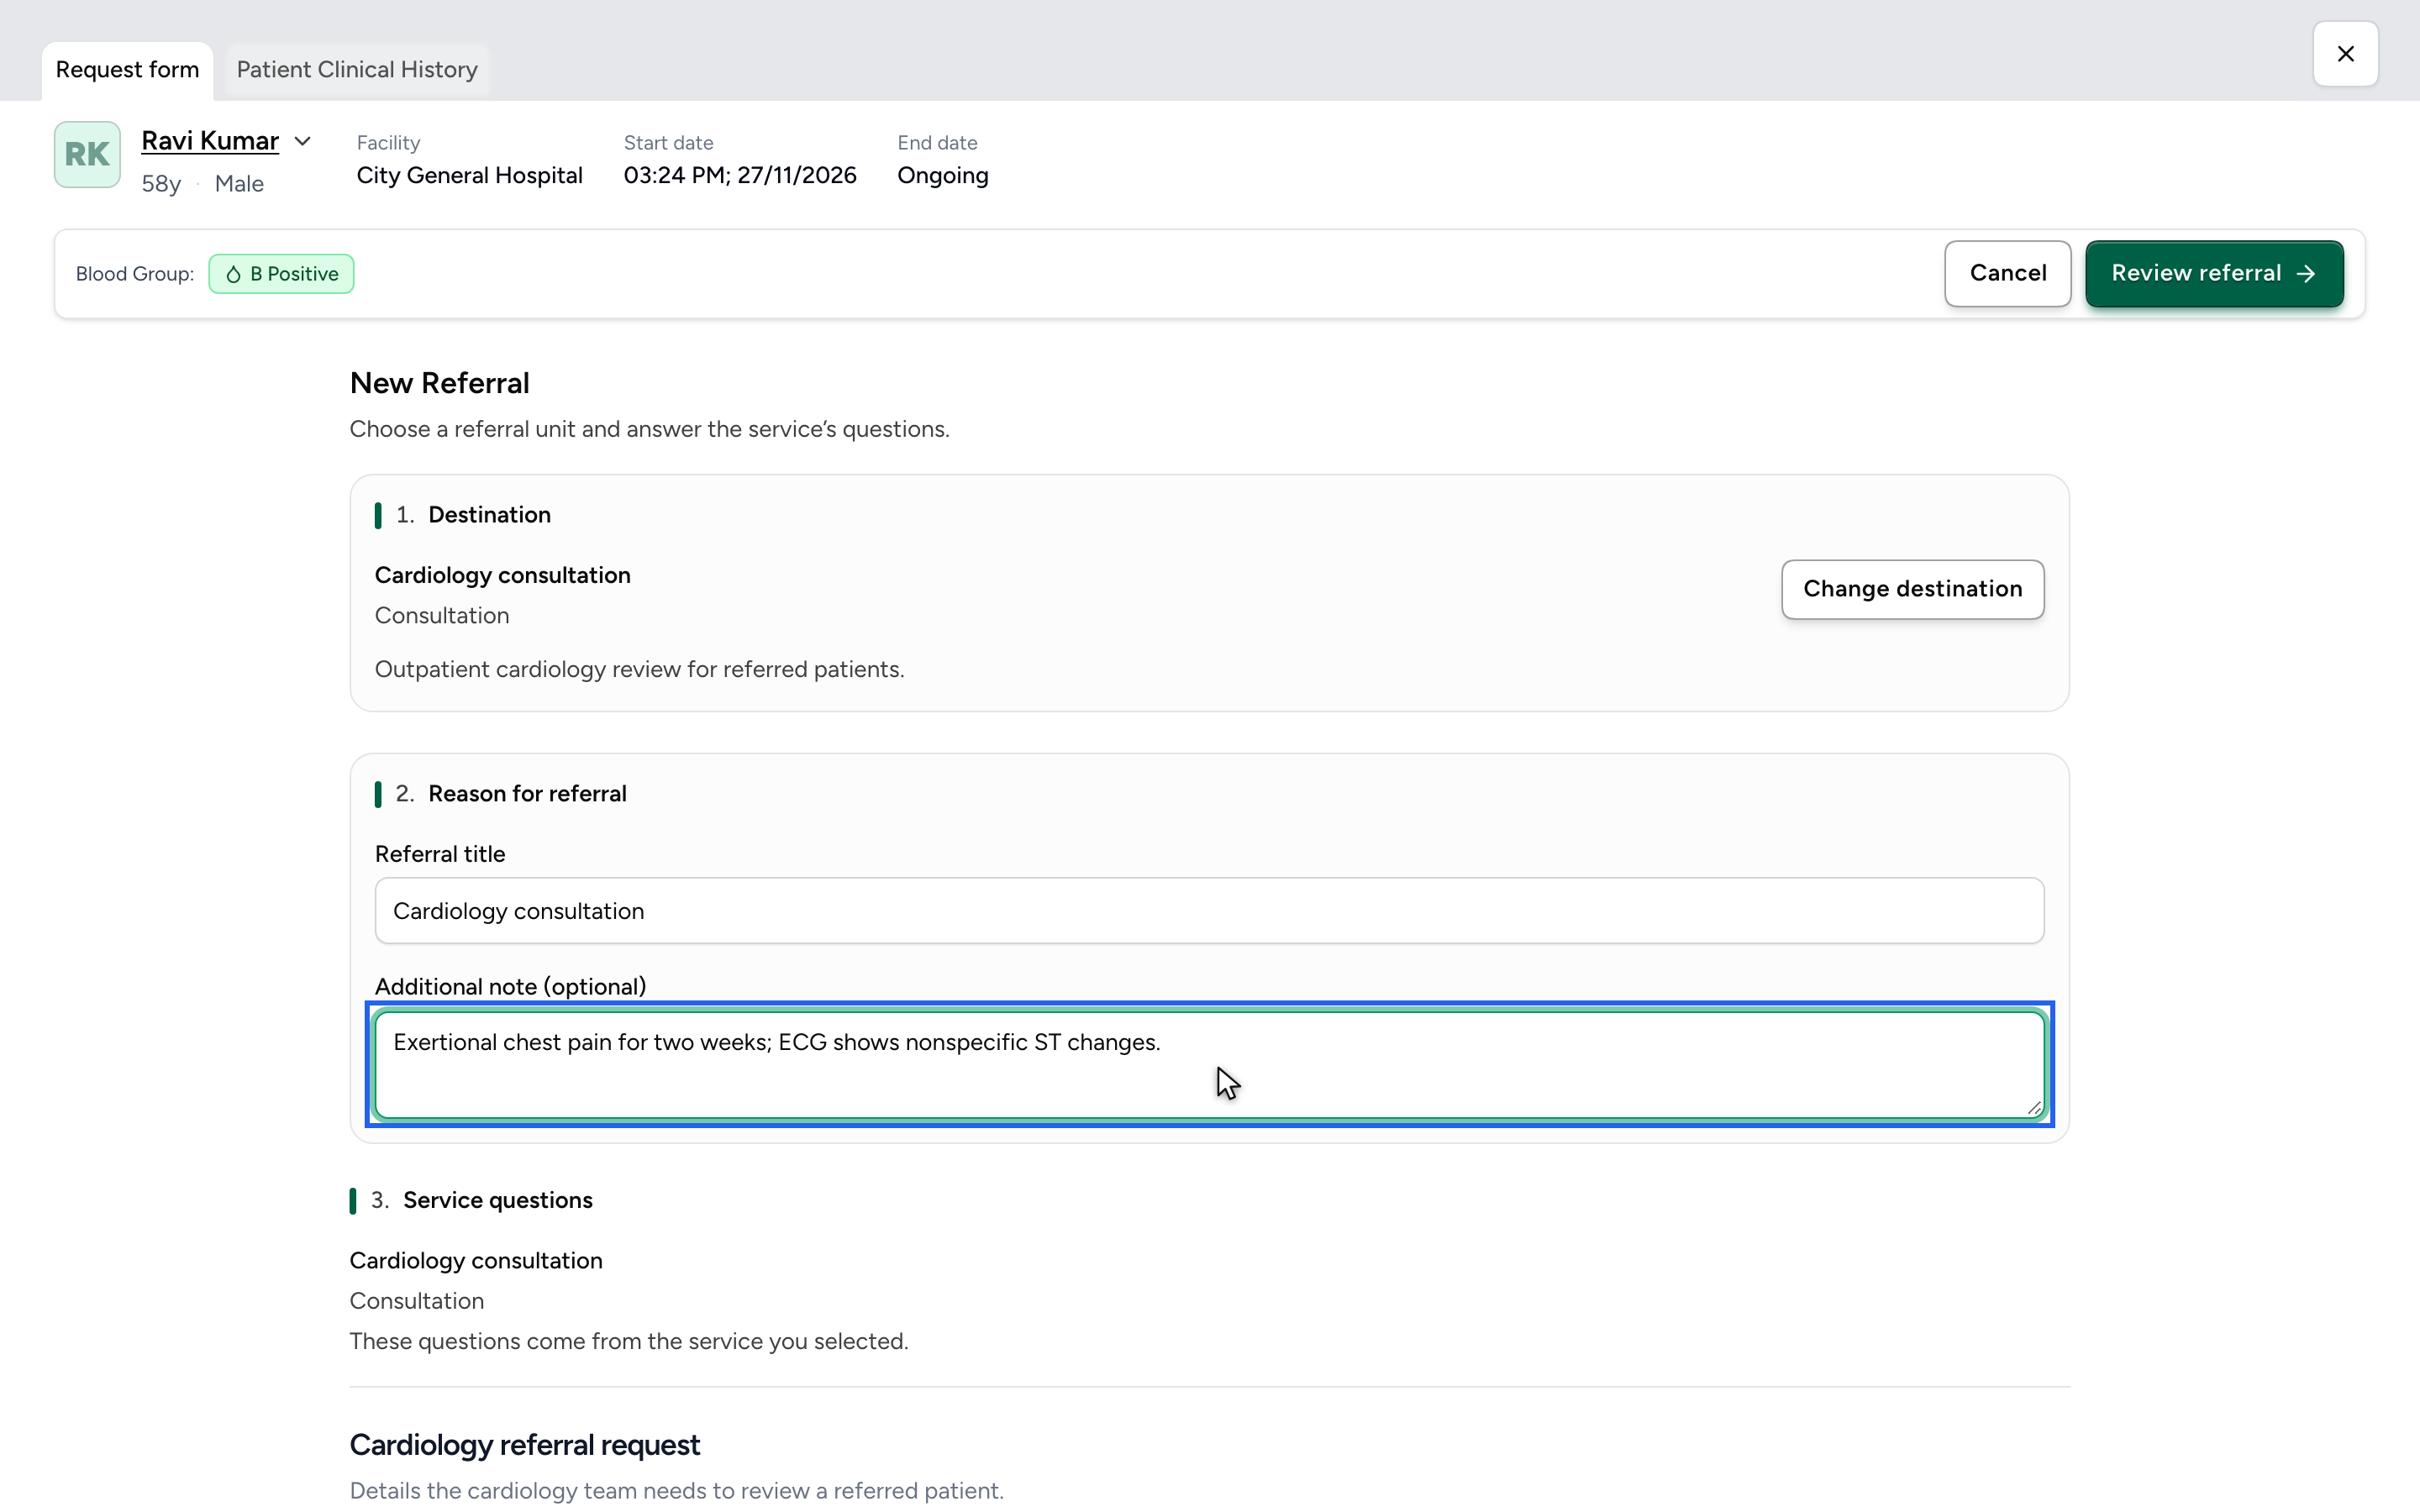 Request form
Patient Clinical History
RK
Ravi Kumar
58y · Male
Facility
City General Hospital
Start date
03:24 PM; 27/11/2026
End date
Ongoing
Blood Group:
B Positive
Cancel
Review referral
New Referral
Choose a referral unit and answer the service’s questions.
1. Destination
Cardiology consultation
Consultation
Outpatient cardiology review for referred patients.
Change destination
2. Reason for referral
Referral title
Cardiology consultation
Additional note (optional)
Exertional chest pain for two weeks; ECG shows nonspecific ST changes.
3. Service questions
Cardiology consultation
Consultation
These questions come from the service you selected.
Cardiology referral request
Details the cardiology team needs to review a referred patient.